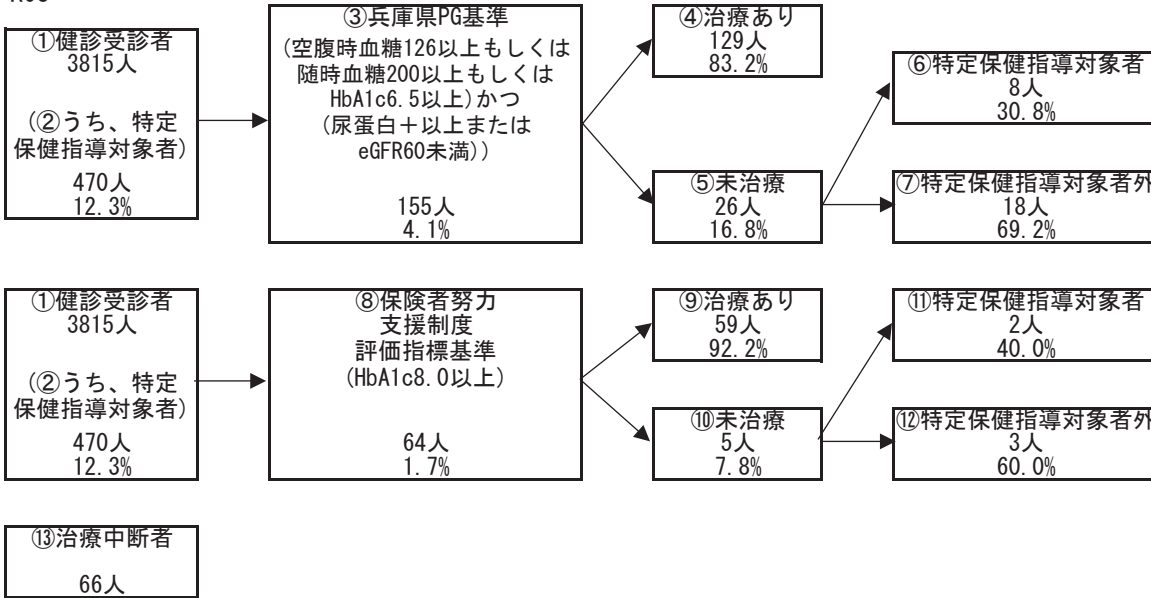 ①健診受診者
3815人
(②うち、特定
保健指導対象者)
470人
12.3%
③兵庫県PG基準
(空腹時血糖126以上もしくは
随時血糖200以上もしくは
HbA1c6.5以上)かつ
(尿蛋白+以上または
eGFR60未満))
155人
4.1%
④治療あり
129人
83.2%
⑤未治療
26人
16.8%
⑥特定保健指導対象者
8人
30.8%
⑦特定保健指導対象者外
18人
69.2%
①健診受診者
3815人
(②うち、特定
保健指導対象者)
470人
12.3%
⑧保険者努力
支援制度
評価指標基準
(HbA1c8.0以上)
64人
1.7%
⑨治療あり
59人
92.2%
⑩未治療
5人
7.8%
⑪特定保健指導対象者
2人
40.0%
⑫特定保健指導対象者外
3人
60.0%
⑬治療中断者
66人